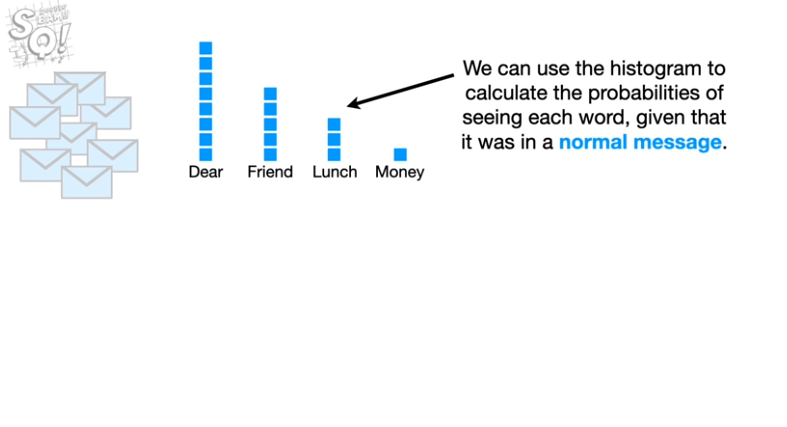 We can use the histogram to
calculate the probabilities of
seeing each word, given that
it was in a normal message.
Dear Friend Lunch Money